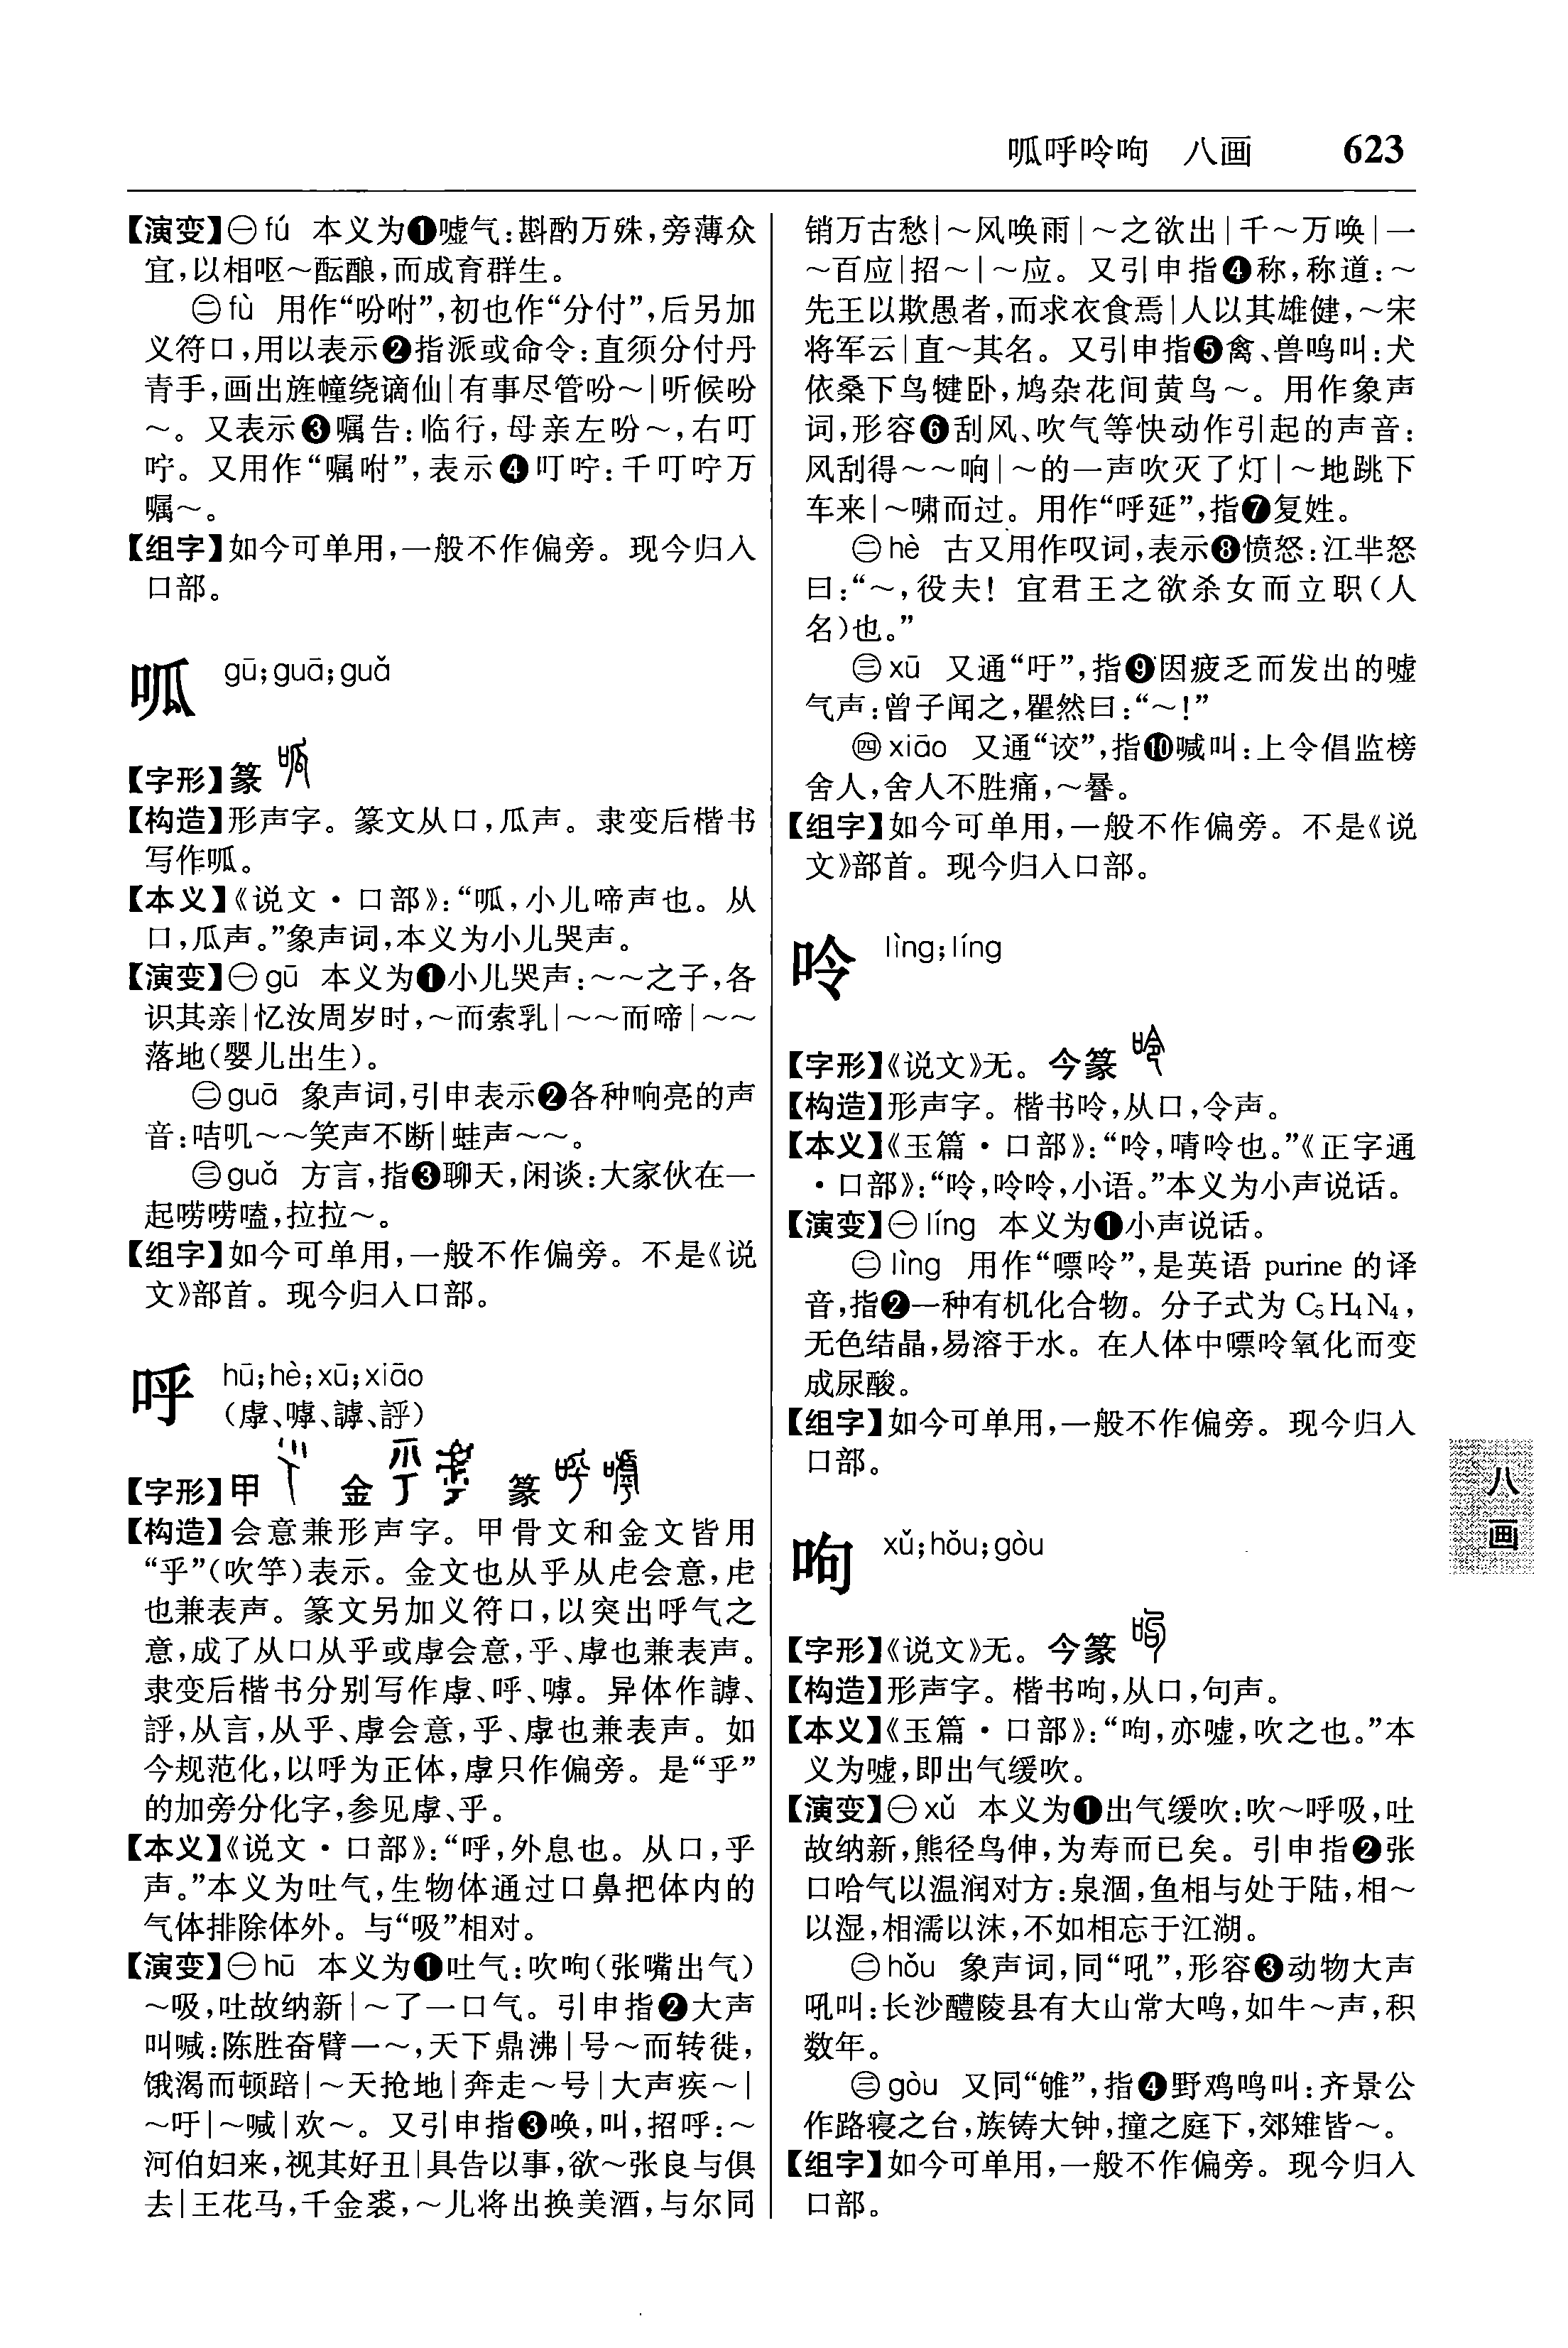 呱呼呤呴　八画　623
【演变】㊀fú 本义为❶嘘气：斟酌万殊，旁薄众
宜，以相呕～酝酿，而成育群生。
㊁fù 用作“吩咐”，初也作“分付”，后另加
义符口，用以表示❷指派或命令：直须分付丹
青手，画出旌幢绕谪仙|有事尽管吩～|听候吩
～。又表示❸嘱告：临行，母亲左吩～，右叮
咛。又用作“嘱咐”，表示❹叮咛：千叮咛万
嘱～。
【组字】如今可单用，一般不作偏旁。现今归入
口部。
呱 gū；guā；guǎ
【字形】篆
【构造】形声字。篆文从口，瓜声。隶变后楷书
写作呱。
【本义】《说文·口部》：“呱，小儿啼声也。从
口，瓜声。”象声词，本义为小儿哭声。
【演变】㊀gū 本义为❶小儿哭声：～～之子，各
识其亲|忆汝周岁时，～而索乳|～～而啼|～～
落地（婴儿出生）。
㊁guā 象声词，引申表示❷各种响亮的声
音：咭叽～～笑声不断|蛙声～～。
㊂guǎ 方言，指❸聊天，闲谈：大家伙在一
起唠唠嗑，拉拉～。
【组字】如今可单用，一般不作偏旁。不是《说
文》部首。现今归入口部。
呼 hū；hè；xū；xiāo
（虖、嘑、謼、評）
【字形】甲 金 篆
【构造】会意兼形声字。甲骨文和金文皆用
“乎”（吹竽）表示。金文也从乎从虍会意，虍
也兼表声。篆文另加义符口，以突出呼气之
意，成了从口从乎或虖会意，乎、虖也兼表声。
隶变后楷书分别写作虖、呼、嘑。异体作謼、
評，从言，从乎、虖会意，乎、虖也兼表声。如
今规范化，以呼为正体，虖只作偏旁。是“乎”
的加旁分化字，参见虖、乎。
【本义】《说文·口部》：“呼，外息也。从口，乎
声。”本义为吐气，生物体通过口鼻把体内的
气体排除体外。与“吸”相对。
【演变】㊀hū 本义为❶吐气：吹呴（张嘴出气）
～吸，吐故纳新|～了一口气。引申指❷大声
叫喊：陈胜奋臂一～，天下鼎沸|号～而转徙，
饿渴而顿踣|～天抢地|奔走～号|大声疾～|
～吁|～喊|欢～。又引申指❸唤，叫，招呼：～
河伯妇来，视其好丑|具告以事，欲～张良与俱
去|王花马，千金裘，～儿将出换美酒，与尔同
销万古愁|～风唤雨|～之欲出|千～万唤|一
～百应|招～|～应。又引申指❹称，称道：～
先王以欺愚者，而求衣食焉|人以其雄健，～宋
将军云|直～其名。又引申指❺禽、兽鸣叫：犬
依桑下鸟犍卧，鸠杂花间黄鸟～。用作象声
词，形容❻刮风、吹气等快动作引起的声音：
风刮得～～响|～的一声吹灭了灯|～地跳下
车来|～啸而过。用作“呼延”，指❼复姓。
㊁hè 古又用作叹词，表示❽愤怒：江芈怒
曰：“～，役夫！宜君王之欲杀女而立职（人
名）也。”
㊂xū 又通“吁”，指❾因疲乏而发出的嘘
气声：曾子闻之，瞿然曰：“～！”
㊃xiāo 又通“詨”，指❿喊叫：上令倡监榜
舍人，舍人不胜痛，～謈。
【组字】如今可单用，一般不作偏旁。不是《说
文》部首。现今归入口部。
呤 lìng；líng
【字形】《说文》无。今篆
【构造】形声字。楷书呤，从口，令声。
【本义】《玉篇·口部》：“呤，啨呤也。”《正字通
·口部》：“呤，呤呤，小语。”本义为小声说话。
【演变】㊀líng 本义为❶小声说话。
㊁lìng 用作“嘌呤”，是英语 purine 的译
音，指❷一种有机化合物。分子式为 C₅H₄N₄，
无色结晶，易溶于水。在人体中嘌呤氧化而变
成尿酸。
【组字】如今可单用，一般不作偏旁。现今归入
口部。
呴 xǔ；hǒu；gòu
【字形】《说文》无。今篆
【构造】形声字。楷书呴，从口，句声。
【本义】《玉篇·口部》：“呴，亦嘘，吹之也。”本
义为嘘，即出气缓吹。
【演变】㊀xǔ 本义为❶出气缓吹：吹～呼吸，吐
故纳新，熊径鸟伸，为寿而已矣。引申指❷张
口哈气以温润对方：泉涸，鱼相与处于陆，相～
以湿，相濡以沫，不如相忘于江湖。
㊁hǒu 象声词，同“吼”，形容❸动物大声
吼叫：长沙醴陵县有大山常大鸣，如牛～声，积
数年。
㊂gòu 又同“雊”，指❹野鸡鸣叫：齐景公
作路寝之台，族铸大钟，撞之庭下，郊雉皆～。
【组字】如今可单用，一般不作偏旁。现今归入
口部。
八画